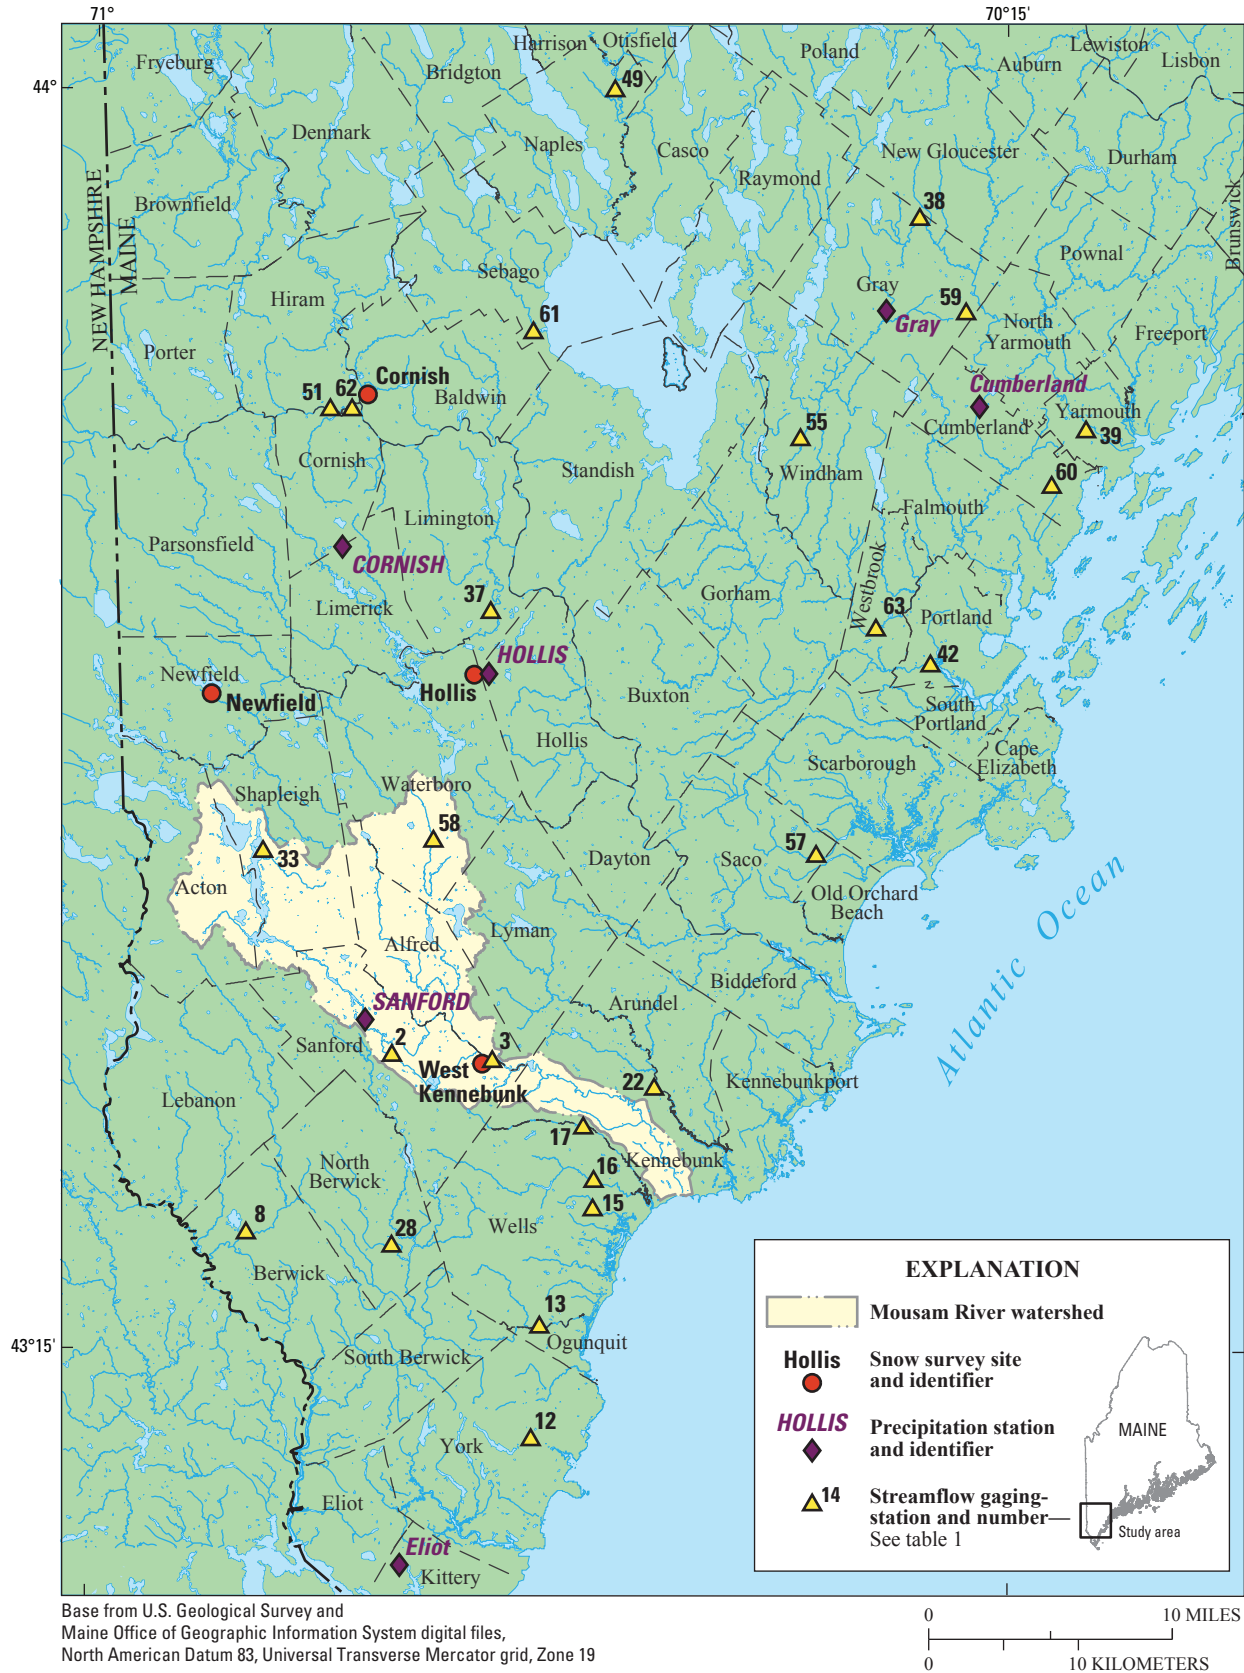 71°
70°15'
44°
43°15'
Fryeburg
Bridgton
Harrison
Otisfield
49
Poland
Lewiston
Auburn
Lisbon
Denmark
Naples
Casco
Raymond
New Gloucester
Durham
38
Brownfield
NEW HAMPSHIRE
MAINE
Brunswick
Pownal
Sebago
Hiram
61
Gray
Gray
59
North
Yarmouth
Freeport
Porter
Cornish
51
62
Baldwin
Cumberland
Yarmouth
39
Cumberland
55
Windham
Standish
Cornish
60
Falmouth
Limington
Parsonsfield
CORNISH
Westbrook
Gorham
Limerick
37
63
Portland
42
HOLLIS
Hollis
Newfield
Newfield
Buxton
South
Portland
Cape
Elizabeth
Hollis
Scarborough
Shapleigh
Waterboro
58
33
57
Dayton
Saco
Acton
Old Orchard
Beach
Lyman
Alfred
Biddeford
Arundel
Atlantic Ocean
SANFORD
Sanford
2
3
West
Kennebunk
22
Kennebunkport
Lebanon
17
Kennebunk
16
15
North
Berwick
8
28
Wells
Berwick
13
Ogunquit
South Berwick
12
York
Eliot
Eliot
Kittery
EXPLANATION
Mousam River watershed
Hollis
Snow survey site
and identifier
HOLLIS
Precipitation station
and identifier
14
Streamflow gaging-
station and number
See table 1
MAINE
Study area
Base from U.S. Geological Survey and
Maine Office of Geographic Information System digital files,
North American Datum 83, Universal Transverse Mercator grid, Zone 19
0 10 MILES
0 10 KILOMETERS